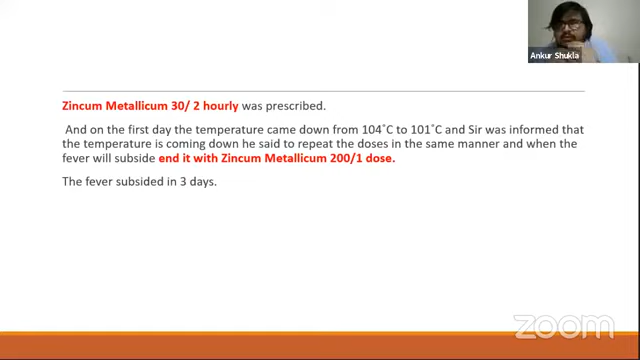 Ankur Shukla
Zincum Metallicum 30/ 2 hourly was prescribed.
And on the first day the temperature came down from 104˚C to 101˚C and Sir was informed that
the temperature is coming down he said to repeat the doses in the same manner and when the
fever will subside end it with Zincum Metallicum 200/1 dose.
The fever subsided in 3 days.
zoom